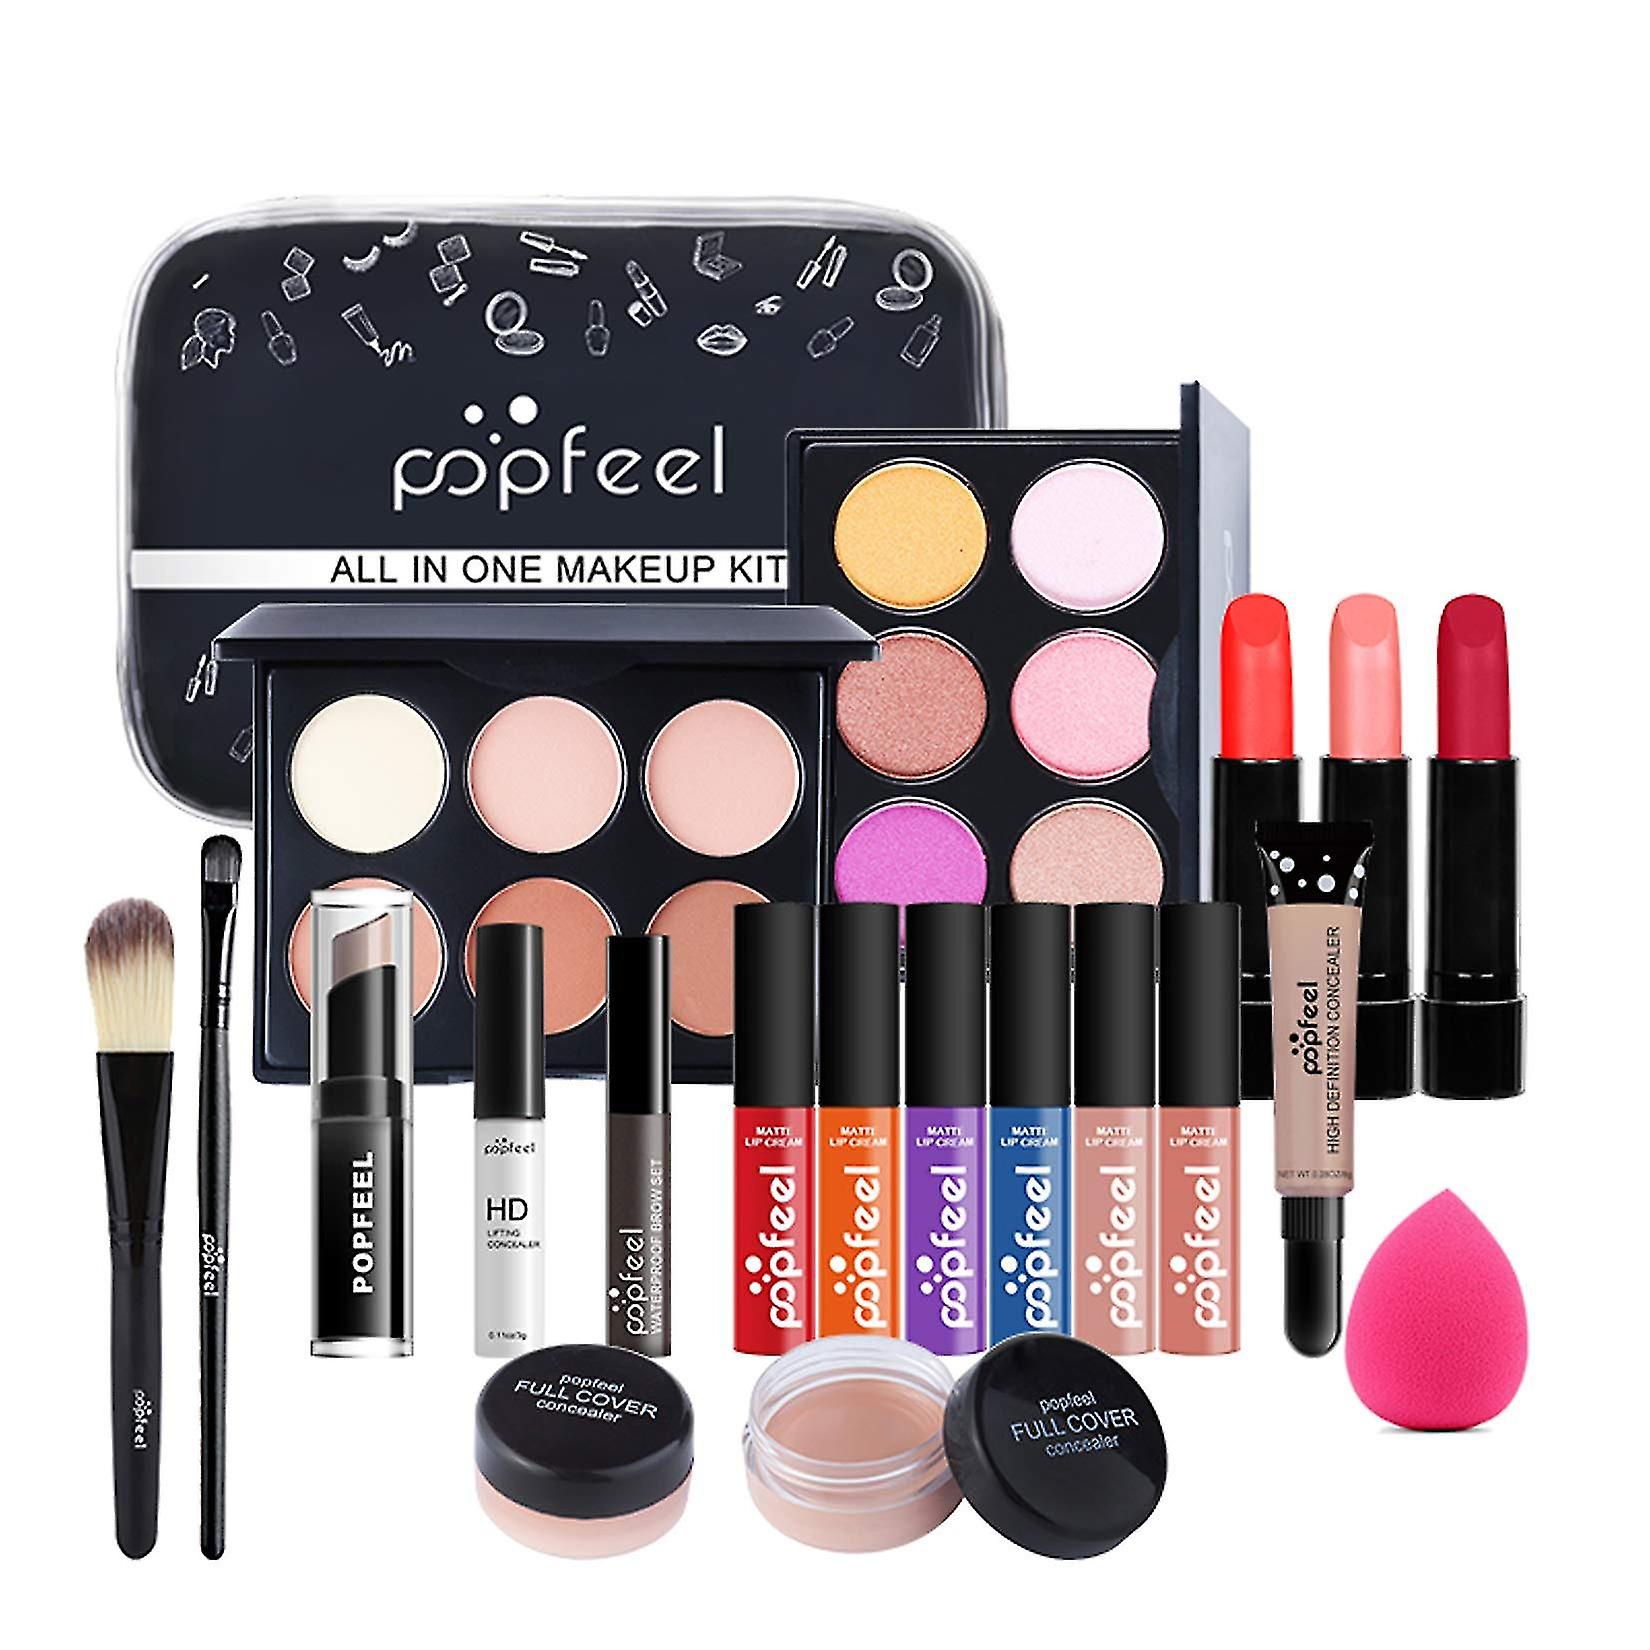 popfeel
ALL IN ONE MAKEUP KIT
popfeel
popfeel
POPFEEL
popfeel
HD
LIFTING
CONCEALER
popfeel
WATERPROOF BROW SET
MATTE
LIP CREAM
popfeel
MATTE
LIP CREAM
popfeel
MATTE
LIP CREAM
popfeel
MATTE
LIP CREAM
popfeel
MATTE
LIP CREAM
popfeel
MATTE
LIP CREAM
popfeel
popfeel
HIGH DEFINITION CONCEALER
popfeel
FULL COVER
concealer
popfeel
FULL COVER
concealer